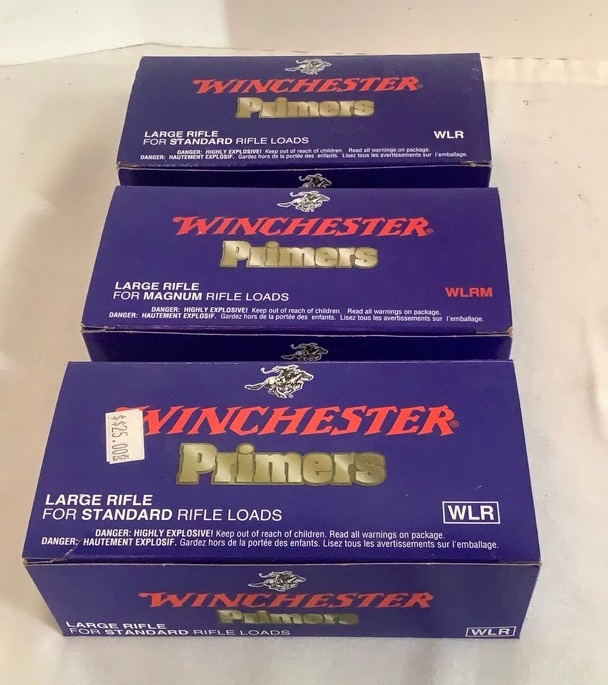 WINCHESTER®
Primers
LARGE RIFLE
FOR STANDARD RIFLE LOADS
WLR
DANGER: HIGHLY EXPLOSIVE! Keep out of reach of children. Read all warnings on package.
DANGER: HAUTEMENT EXPLOSIF. Gardez hors de la portée des enfants. Lisez tous les avertissements sur l'emballage.
WINCHESTER®
Primers
LARGE RIFLE
FOR MAGNUM RIFLE LOADS
WLRM
DANGER: HIGHLY EXPLOSIVE! Keep out of reach of children. Read all warnings on package.
DANGER: HAUTEMENT EXPLOSIF. Gardez hors de la portée des enfants. Lisez tous les avertissements sur l'emballage.
$25.00
WINCHESTER®
Primers
LARGE RIFLE
FOR STANDARD RIFLE LOADS
WLR
DANGER: HIGHLY EXPLOSIVE! Keep out of reach of children. Read all warnings on package.
DANGER: HAUTEMENT EXPLOSIF. Gardez hors de la portée des enfants. Lisez tous les avertissements sur l'emballage.
WINCHESTER
Primers
LARGE RIFLE
FOR STANDARD RIFLE LOADS
WLR